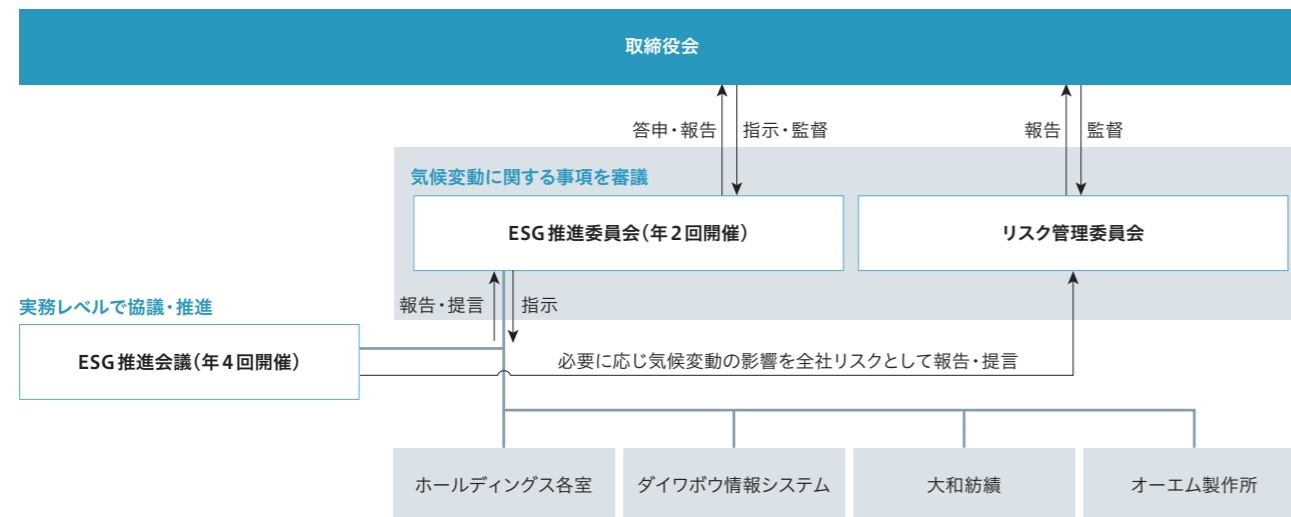 取締役会
答申・報告
指示・監督
報告
監督
気候変動に関する事項を審議
ESG推進委員会(年2回開催)
リスク管理委員会
報告・提言
指示
実務レベルで協議・推進
ESG推進会議(年4回開催)
必要に応じ気候変動の影響を全社リスクとして報告・提言
ホールディングス各室
ダイワボウ情報システム
大和紡績
オーエム製作所